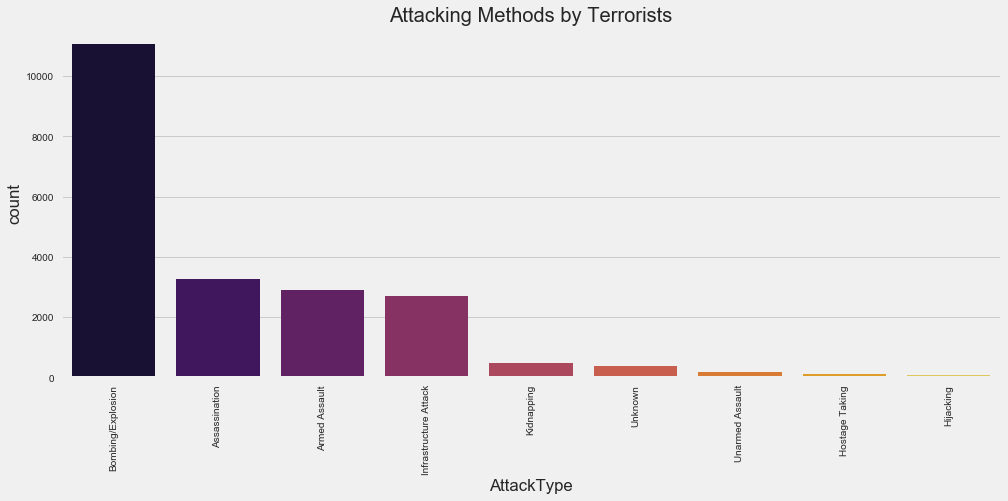 Attacking Methods by Terrorists
count
10000
8000
6000
4000
2000
0
Bombing/Explosion
Assassination
Armed Assault
Infrastructure Attack
Kidnapping
Unknown
Unarmed Assault
Hostage Taking
Hijacking
AttackType